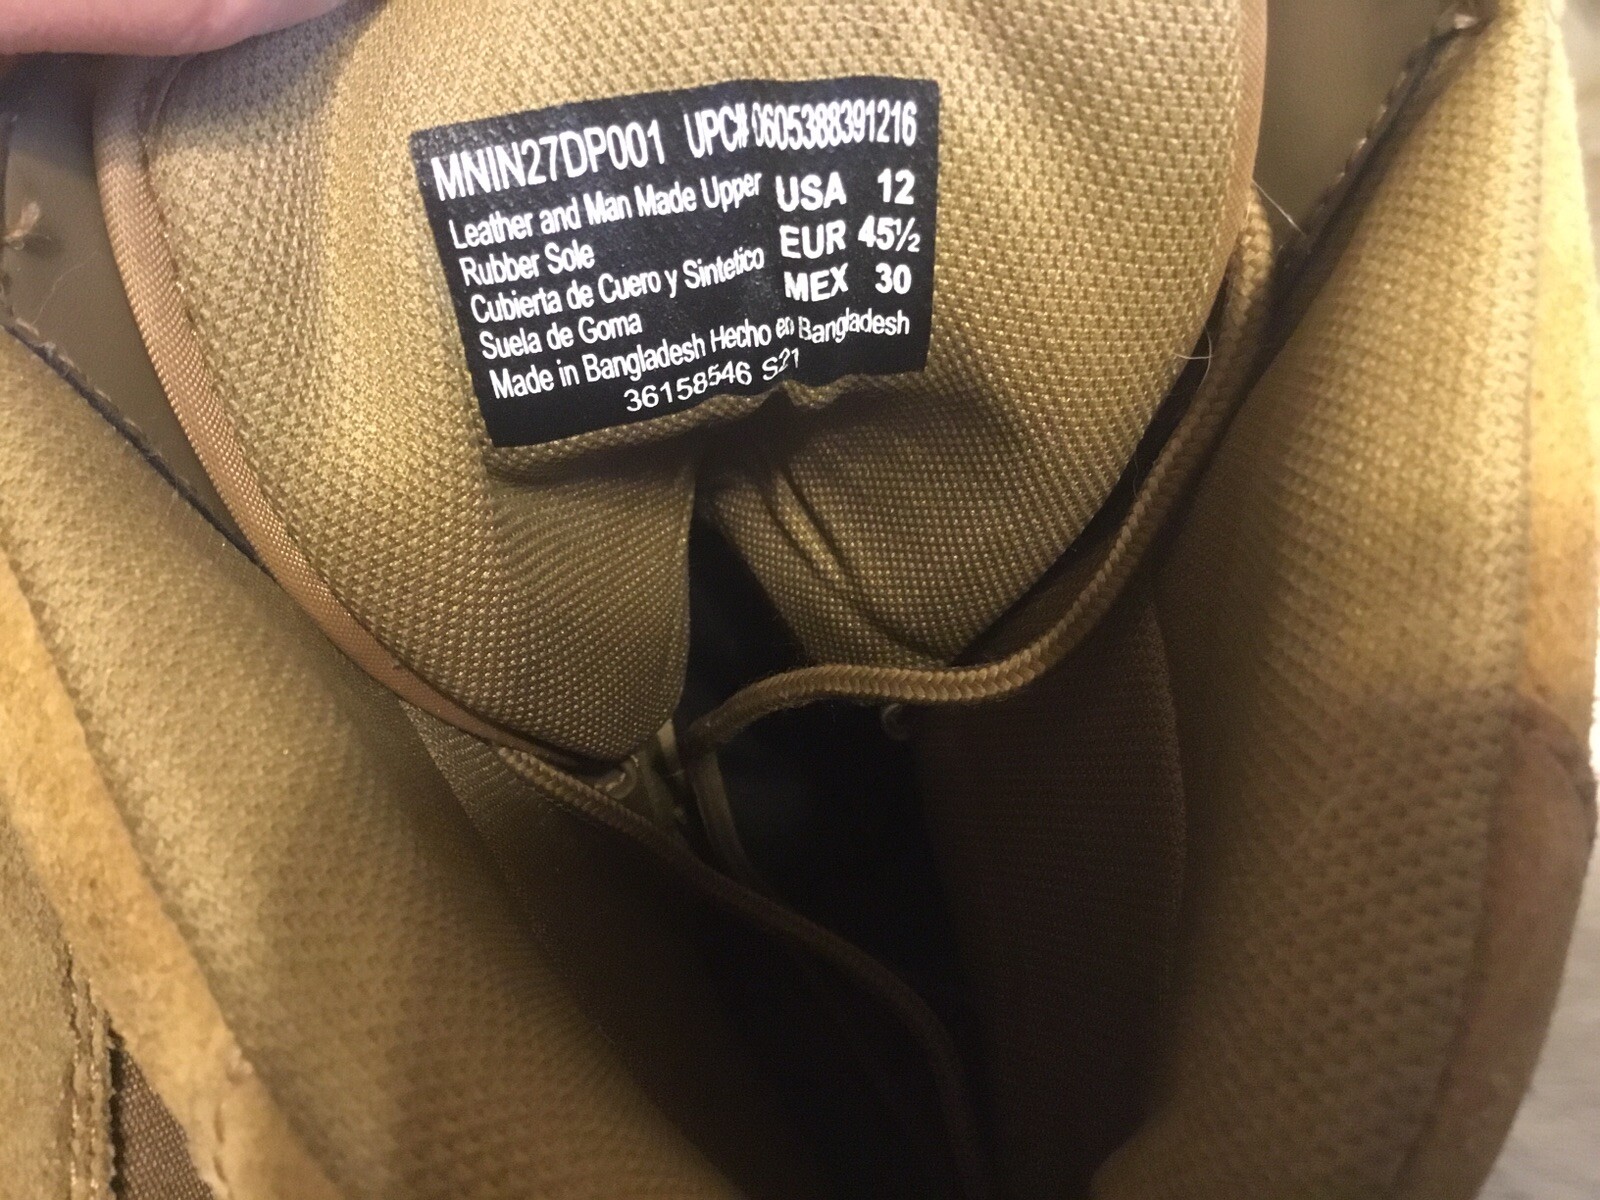 MNIN27DP001 UPC# 0605388391216
Leather and Man Made Upper USA 12
Rubber Sole EUR 45½
Cubierta de Cuero y Sintetico MEX 30
Suela de Goma
Made in Bangladesh Hecho en Bangladesh
36158546 S21